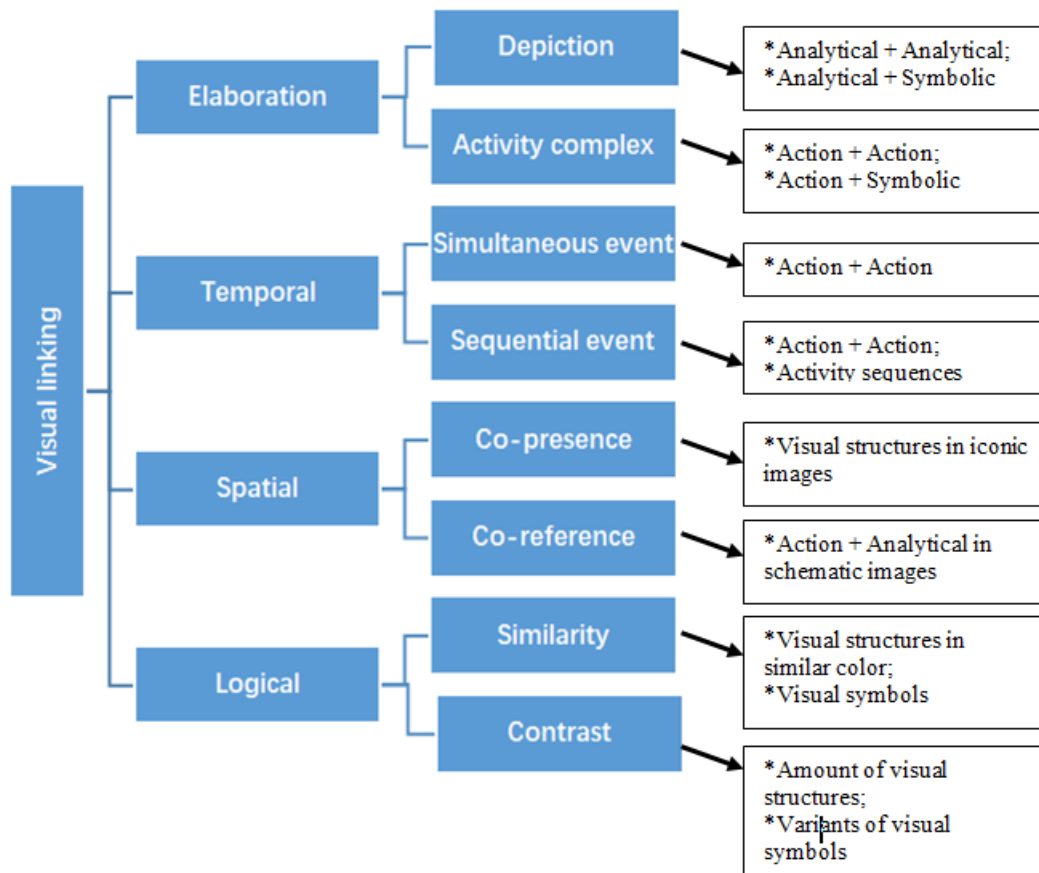 Visual linking
Elaboration
Depiction
*Analytical + Analytical;
*Analytical + Symbolic
Activity complex
*Action + Action;
*Action + Symbolic
Temporal
Simultaneous event
*Action + Action
Sequential event
*Action + Action;
*Activity sequences
Spatial
Co-presence
*Visual structures in iconic
images
Co-reference
*Action + Analytical in
schematic images
Logical
Similarity
*Visual structures in
similar color;
*Visual symbols
Contrast
*Amount of visual
structures;
*Variants of visual
symbols